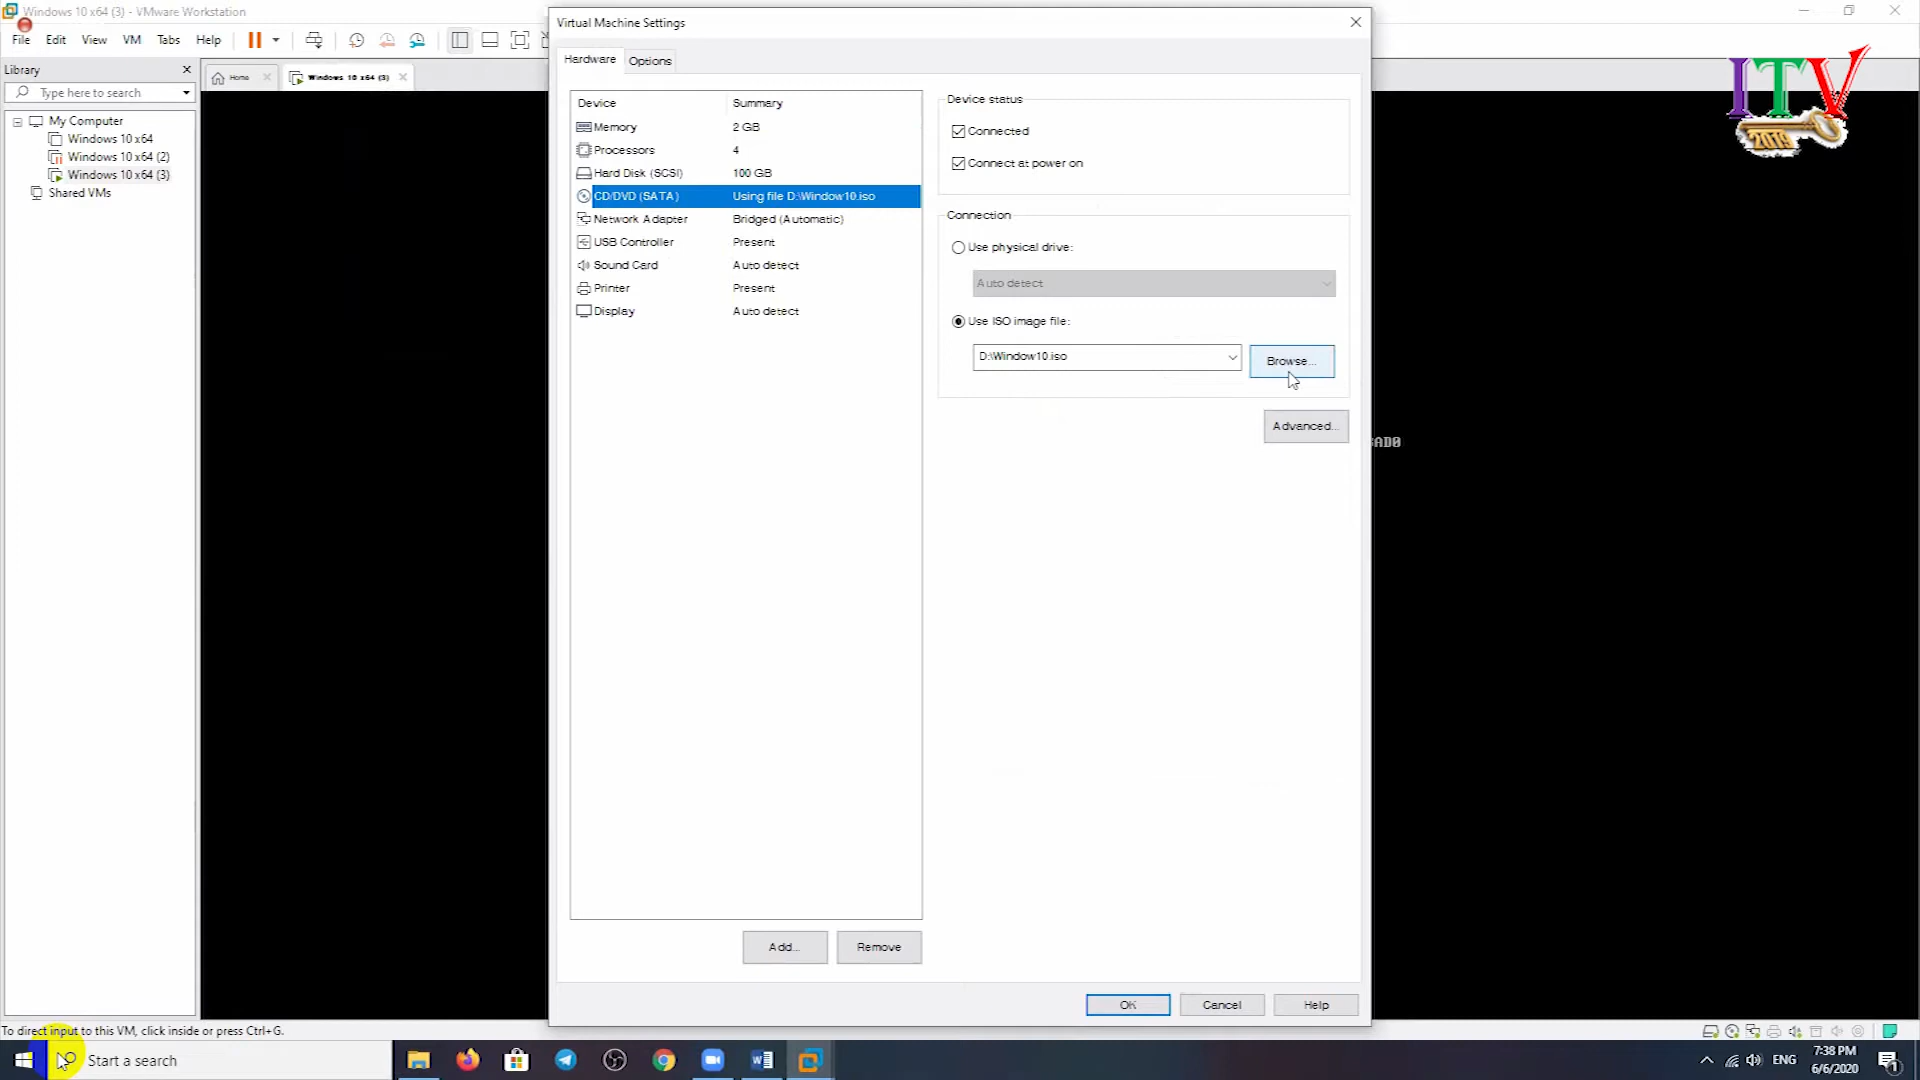 Windows 10 x64 (3) - VMware Workstation
File Edit View VM Tabs Help
Library
Type here to search
My Computer
Windows 10 x64
Windows 10 x64 (2)
Windows 10 x64 (3)
Shared VMs
Home
Windows 10 x64 (3)
Virtual Machine Settings
Hardware Options
Device Summary
Memory 2 GB
Processors 4
Hard Disk (SCSI) 100 GB
CD/DVD (SATA) Using file D:\Window10.iso
Network Adapter Bridged (Automatic)
USB Controller Present
Sound Card Auto detect
Printer Present
Display Auto detect
Add... Remove
Device status
Connected
Connect at power on
Connection
Use physical drive:
Auto detect
Use ISO image file:
D:\Window10.iso Browse...
Advanced...
OK Cancel Help
ITV
2019
To direct input to this VM, click inside or press Ctrl+G.
Start a search
ENG
7:38 PM
6/6/2020